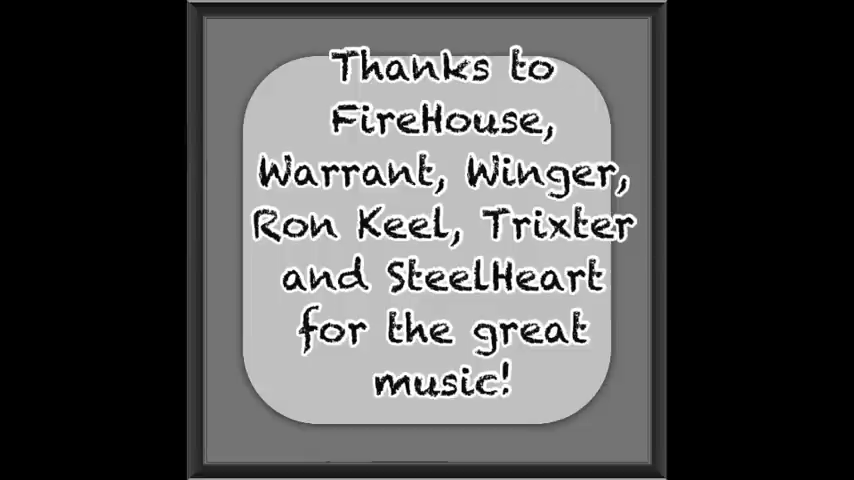 Thanks to
FireHouse,
Warrant, Winger,
Ron Keel, Trixter
and SteelHeart
for the great
music!